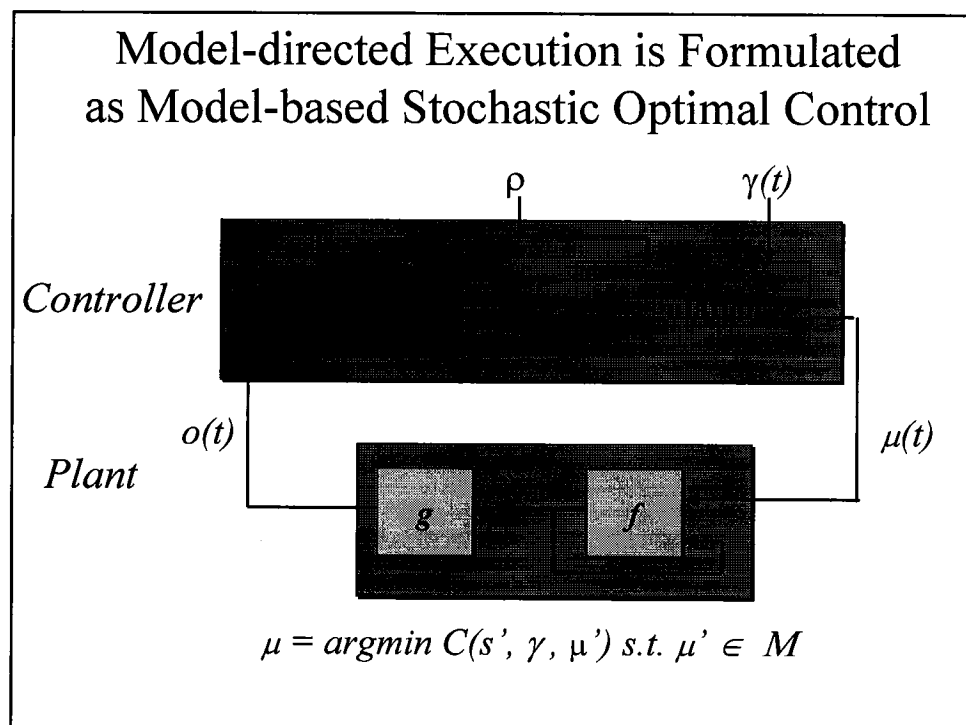 Model-directed Execution is Formulated
as Model-based Stochastic Optimal Control
ρ
γ(t)
Controller
o(t)
μ(t)
Plant
g
f
μ = argmin C(s’, γ, μ’) s.t. μ’ ∈ M